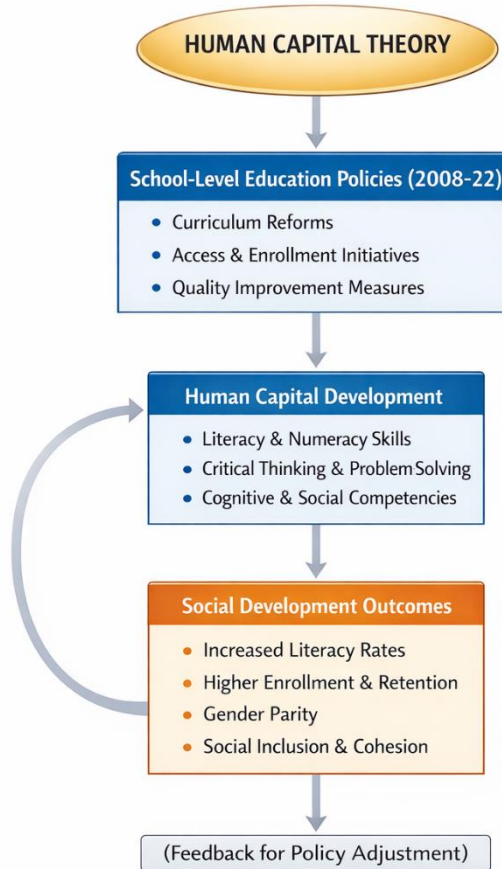 HUMAN CAPITAL THEORY
School-Level Education Policies (2008-22)
• Curriculum Reforms
• Access & Enrollment Initiatives
• Quality Improvement Measures
Human Capital Development
• Literacy & Numeracy Skills
• Critical Thinking & Problem Solving
• Cognitive & Social Competencies
Social Development Outcomes
• Increased Literacy Rates
• Higher Enrollment & Retention
• Gender Parity
• Social Inclusion & Cohesion
(Feedback for Policy Adjustment)